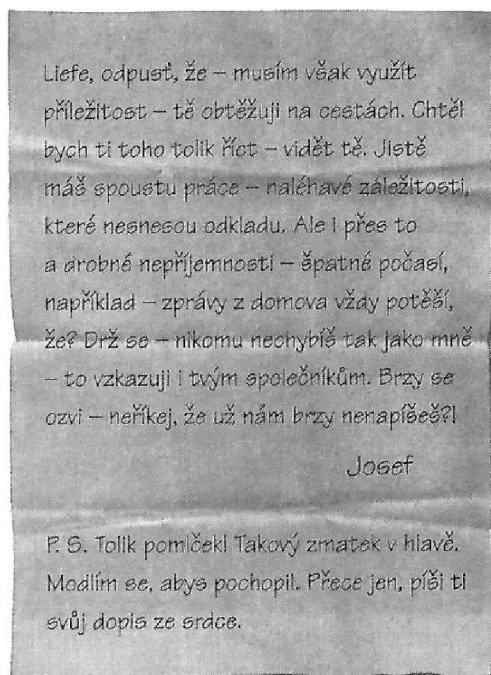 Liefe, odpusť, že – musím však využít
příležitost – tě obtěžuji na cestách. Chtěl
bych ti toho tolik říct – vidět tě. Jistě
máš spoustu práce – naléhavé záležitosti,
které nesnesou odkladu. Ale i přes to
a drobné nepříjemnosti – špatné počasí,
například – zprávy z domova vždy potěší,
že? Drž se – nikomu nechybíš tak jako mně
– to vzkazuji i tvým společníkům. Brzy se
ozvi – neříkej, že už nám brzy nenapíšeš?!
Josef
P. S. Tolik pomlček! Takový zmatek v hlavě.
Modlím se, abys pochopil. Přece jen, píši ti
svůj dopis ze srdce.